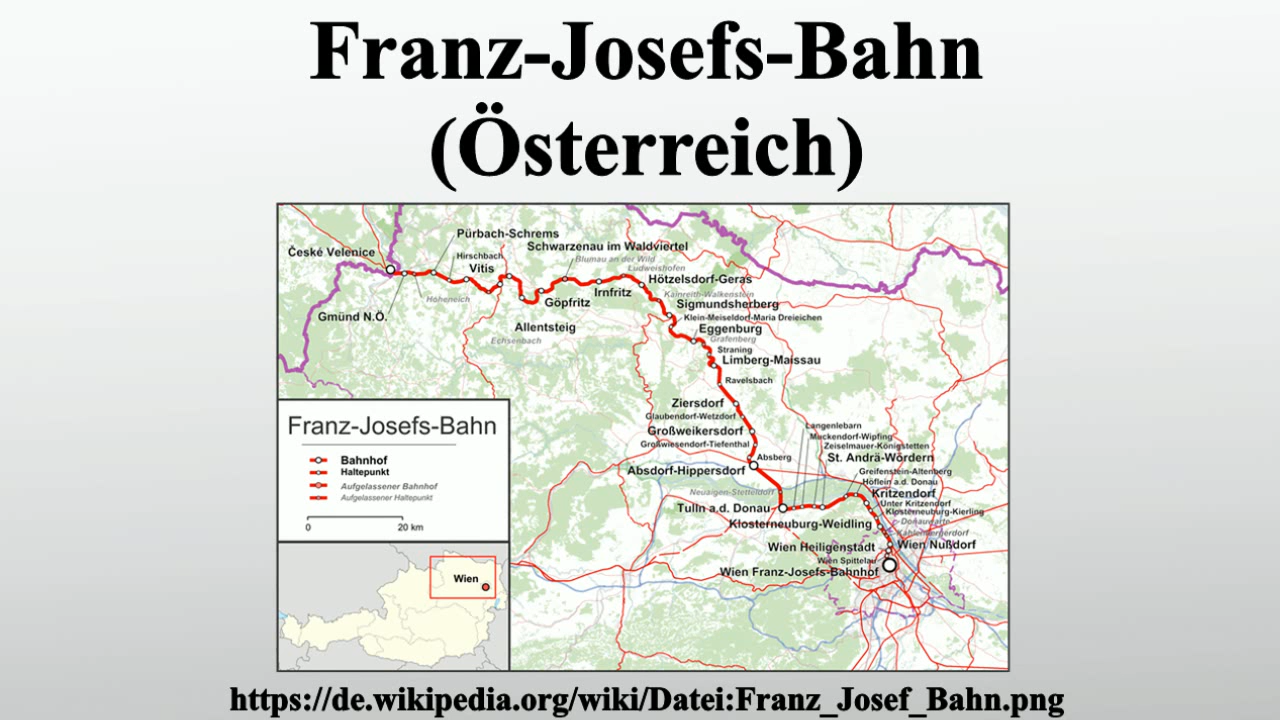 Franz-Josefs-Bahn
(Österreich)
České Velenice
Pürbach-Schrems
Hirschbach
Vitis
Schwarzenau im Waldviertel
Blumau an der Wild
Ludweishofen
Hötzelsdorf-Geras
Höheneich
Göpfritz
Irnfritz
Kainreith-Walkenstein
Sigmundsherberg
Gmünd N.Ö.
Klein-Meiseldorf-Maria Dreieichen
Allentsteig
Eggenburg
Echsenbach
Grafenberg
Straning
Limberg-Maissau
Ravelsbach
Ziersdorf
Glaubendorf-Wetzdorf
Großweikersdorf
Großwiesendorf-Tiefenthal
Absberg
Absdorf-Hippersdorf
Langenlebarn
Muckendorf-Wipfing
Zeiselmauer-Königstetten
St. Andrä-Wördern
Greifenstein-Altenberg
Höflein a.d. Donau
Neuaigen-Stetteldorf
Kritzendorf
Unter Kritzendorf
Tulln a.d. Donau
Klosterneuburg-Kierling
Donauwarte
Klosterneuburg-Weidling
Kahlenbergerdorf
Wien Heiligenstadt
Wien Nußdorf
Wien Spittelau
Wien Franz-Josefs-Bahnhof
Franz-Josefs-Bahn
Bahnhof
Haltepunkt
Aufgelassener Bahnhof
Aufgelassener Haltepunkt
0 20 km
Wien
https://de.wikipedia.org/wiki/Datei:Franz_Josef_Bahn.png